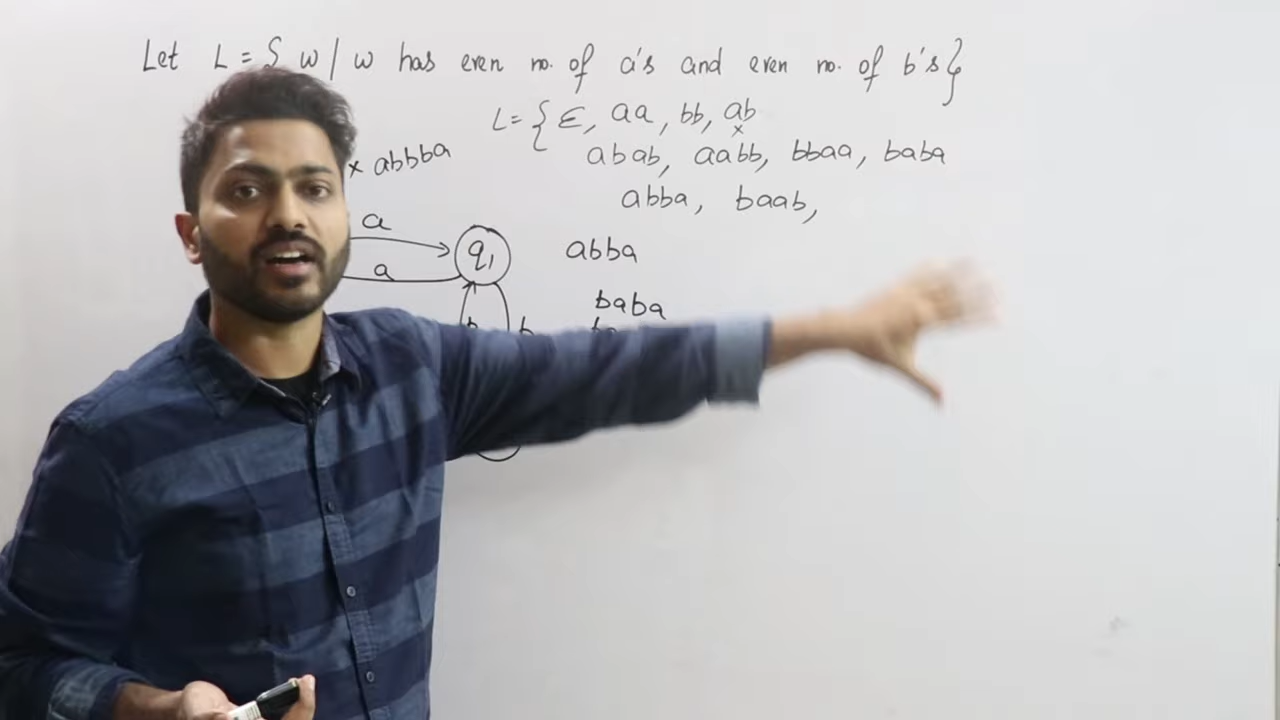 Let L = { w / w has even no. of a's and even no. of b's}
L = { ε, aa, bb, ab
x
abab, aabb, bbaa, baba
x abbba
abba, baab,
a
q₁
abba
a
baba
b